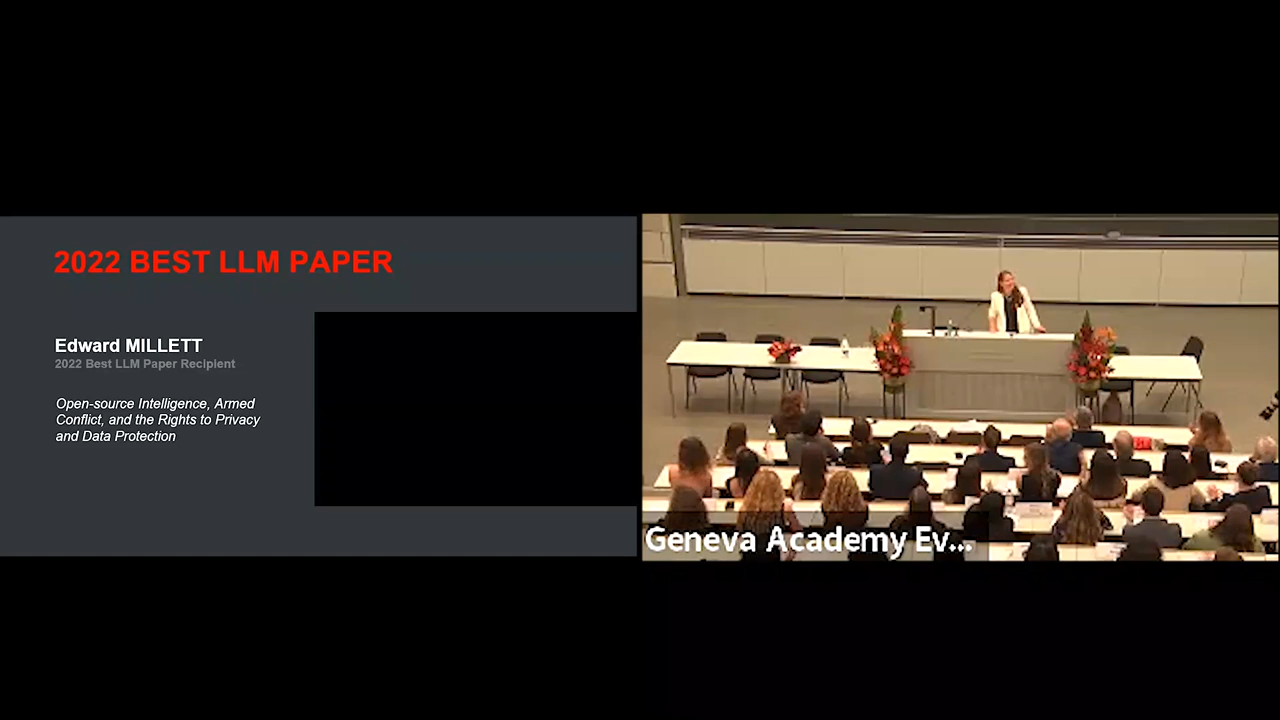 2022 BEST LLM PAPER
Edward MILLETT
2022 Best LLM Paper Recipient
Open-source Intelligence, Armed
Conflict, and the Rights to Privacy
and Data Protection
Geneva Academy Ev...